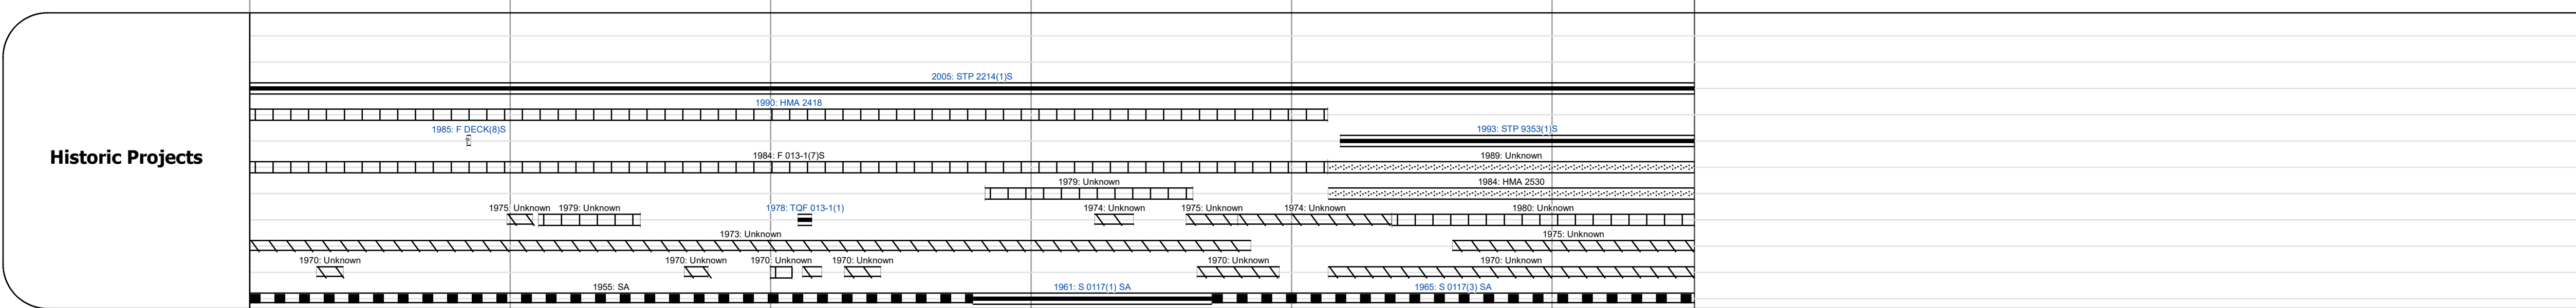 2005: STP 2214(1)S
1990: HMA 2418
1985: F DECK(8)S
1993: STP 9353(1)S
Historic Projects
1984: F 013-1(7)S
1989: Unknown
1979: Unknown
1984: HMA 2530
1975: Unknown 1979: Unknown 1978: TQF 013-1(1) 1974: Unknown 1975: Unknown 1974: Unknown 1980: Unknown
1973: Unknown 1975: Unknown
1970: Unknown 1970: Unknown 1970: Unknown 1970: Unknown 1970: Unknown 1970: Unknown
1955: SA 1961: S 0117(1) SA 1965: S 0117(3) SA